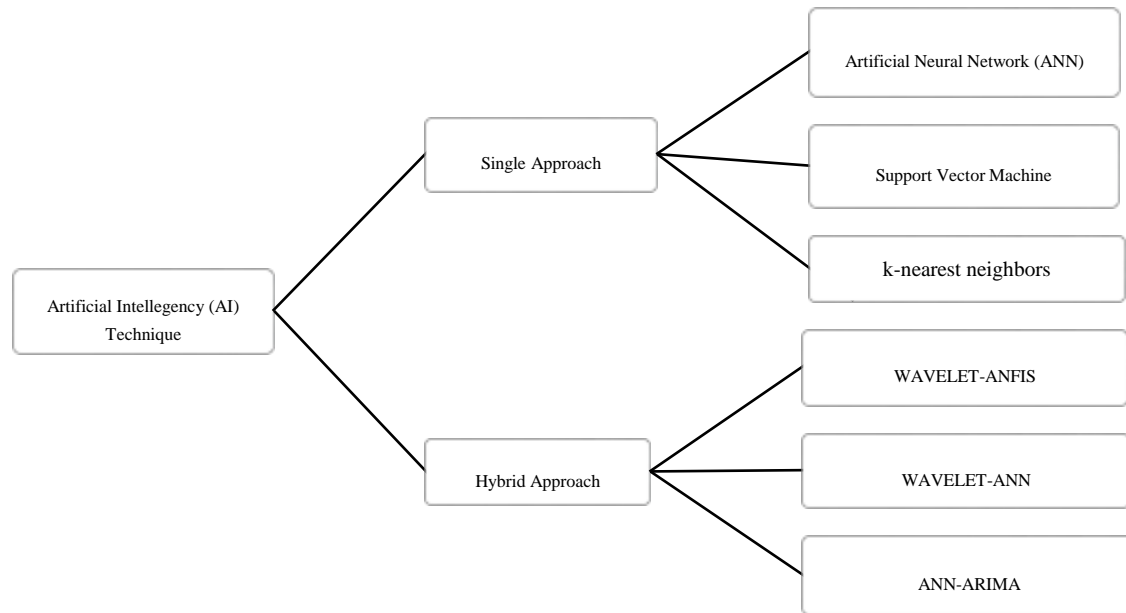 Artificial Neural Network (ANN)
Single Approach
Support Vector Machine
k-nearest neighbors
Artificial Intellegency (AI)
Technique
WAVELET-ANFIS
Hybrid Approach
WAVELET-ANN
ANN-ARIMA